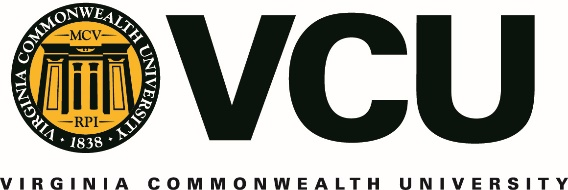 VIRGINIA COMMONWEALTH UNIVERSITY
MCV
RPI
· 1838 ·
VCU
VIRGINIA COMMONWEALTH UNIVERSITY